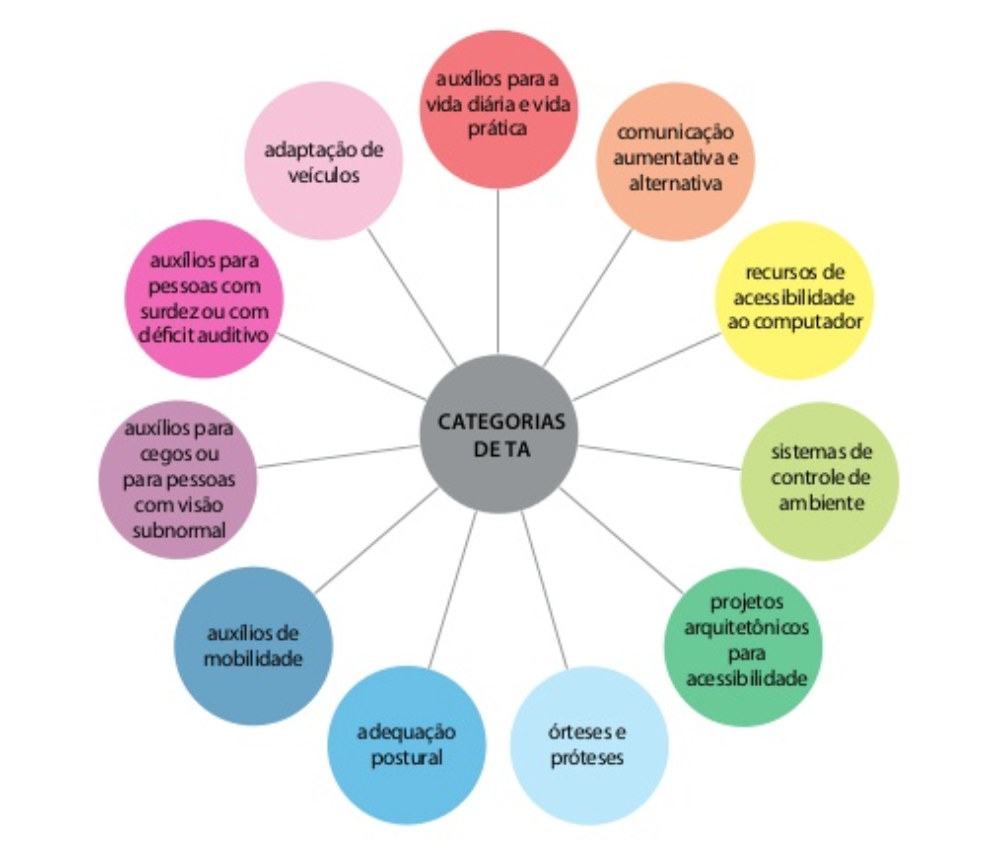 auxílios para a
vida diária e vida
prática
comunicação
aumentativa e
alternativa
recursos de
acessibilidade
ao computador
sistemas de
controle de
ambiente
projetos
arquitetônicos
para
acessibilidade
órteses e
próteses
adequação
postural
auxílios de
mobilidade
auxílios para
cegos ou
para pessoas
com visão
subnormal
auxílios para
pessoas com
surdez ou com
déficit auditivo
adaptação de
veículos
CATEGORIAS
DE TA